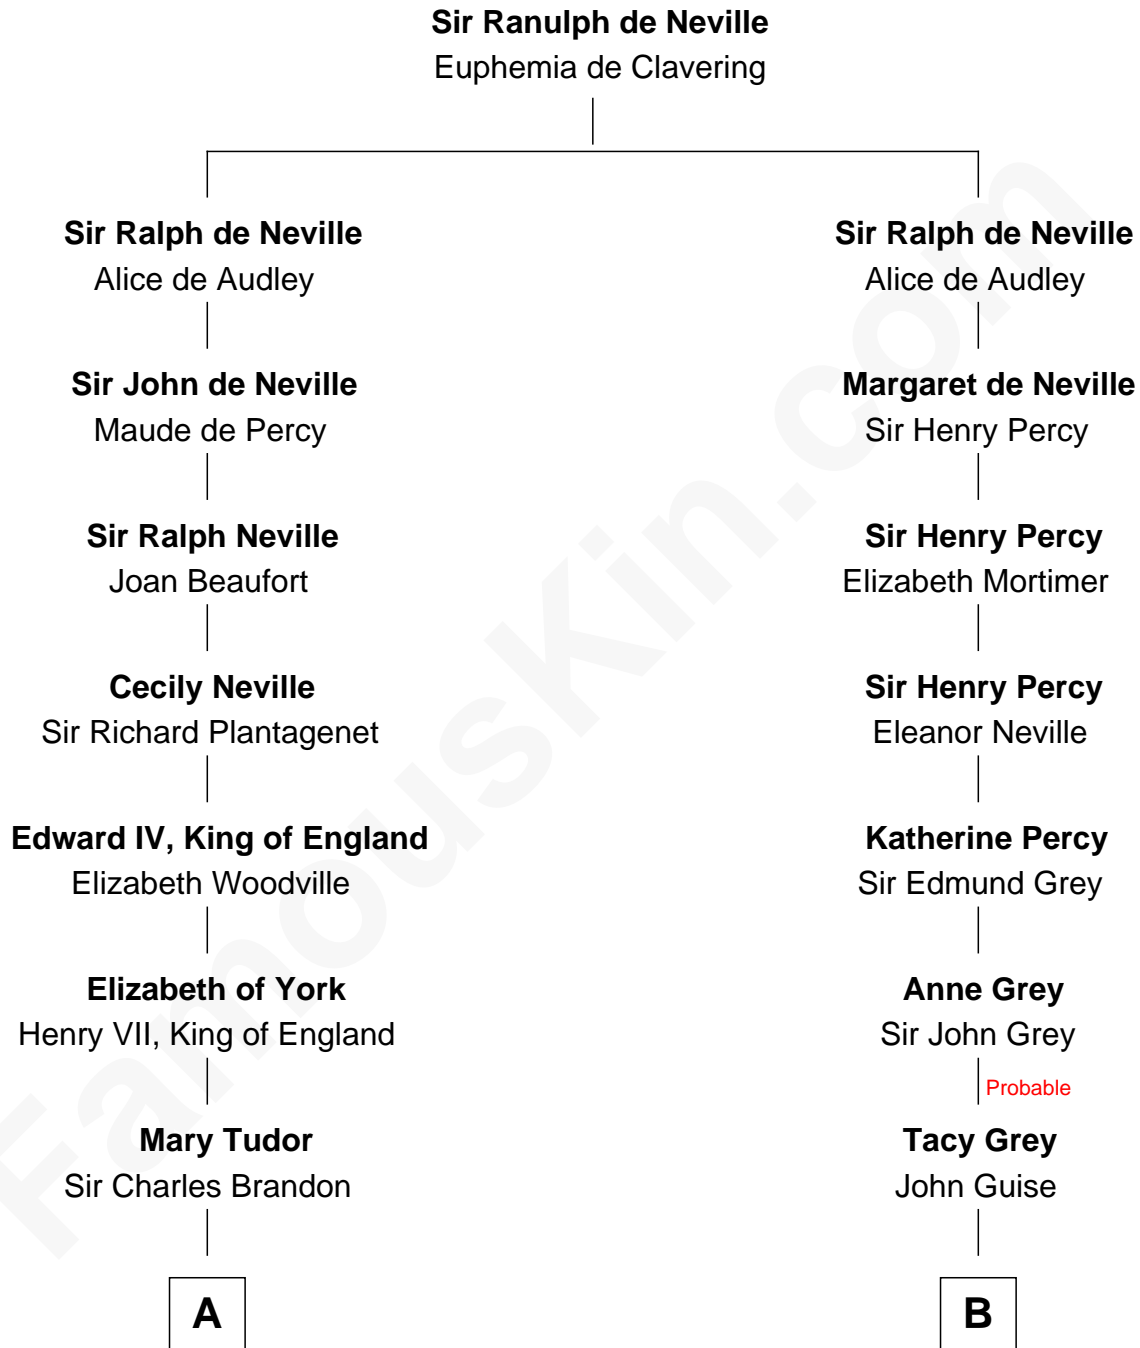 Sir Ranulph de Neville
Euphemia de Clavering
Sir Ralph de Neville
Alice de Audley
Sir John de Neville
Maude de Percy
Sir Ralph Neville
Joan Beaufort
Cecily Neville
Sir Richard Plantagenet
Edward IV, King of England
Elizabeth Woodville
Elizabeth of York
Henry VII, King of England
Mary Tudor
Sir Charles Brandon
A
Sir Ralph de Neville
Alice de Audley
Margaret de Neville
Sir Henry Percy
Sir Henry Percy
Elizabeth Mortimer
Sir Henry Percy
Eleanor Neville
Katherine Percy
Sir Edmund Grey
Anne Grey
Sir John Grey
Probable
Tacy Grey
John Guise
B
FamousKin.com